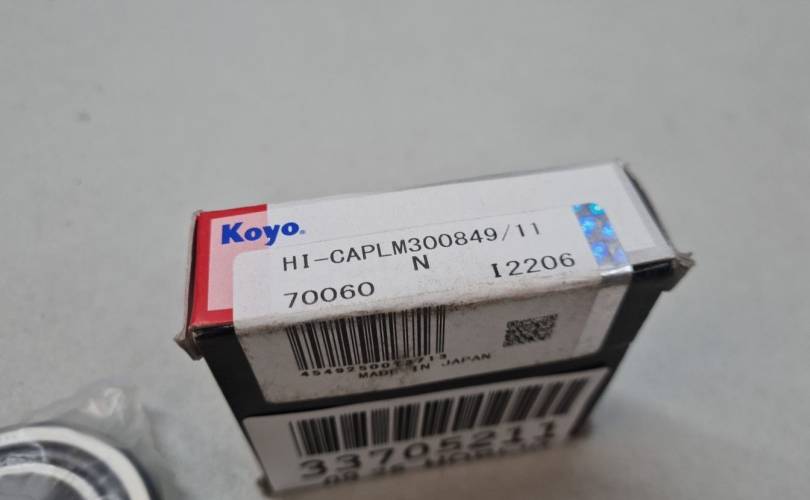 Koyo
HI-CAPLM300849/11
N
70060
I2206
MADE IN JAPAN
33705211